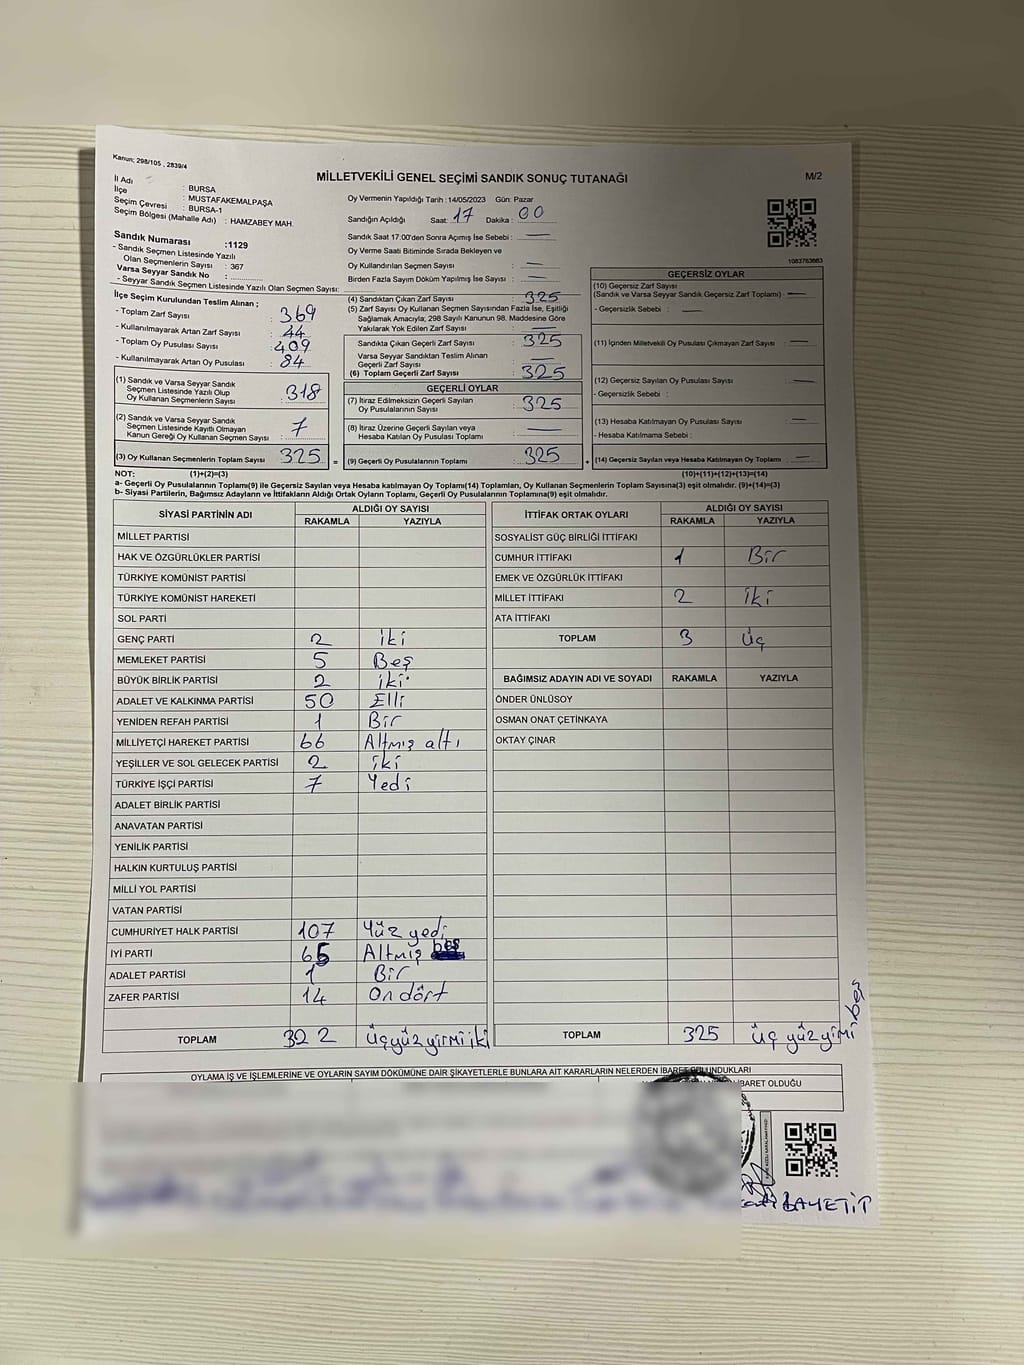 Kanun; 298/105 , 2839/4
MİLLETVEKİLİ GENEL SEÇİMİ SANDIK SONUÇ TUTANAĞI
M/2
İl Adı : BURSA
İlçe : MUSTAFAKEMALPAŞA
Seçim Çevresi : BURSA-1
Seçim Bölgesi (Mahalle Adı) : HAMZABEY MAH.
Oy Vermenin Yapıldığı Tarih : 14/05/2023 Gün: Pazar
Sandığın Açıldığı Saat: 17 Dakika : 00
Sandık Saat 17:00'den Sonra Açımış İse Sebebi : —
Oy Verme Saati Bitiminde Sırada Bekleyen ve
Oy Kullandırılan Seçmen Sayısı : —
Birden Fazla Sayım Döküm Yapılmış İse Sayısı : —
1083763663
Sandık Numarası :1129
- Sandık Seçmen Listesinde Yazılı
Olan Seçmenlerin Sayısı : 367
Varsa Seyyar Sandık No :
- Seyyar Sandık Seçmen Listesinde Yazılı Olan Seçmen Sayısı:
İlçe Seçim Kurulundan Teslim Alınan ;
- Toplam Zarf Sayısı : 369
- Kullanılmayarak Artan Zarf Sayısı : 44
- Toplam Oy Pusulası Sayısı : 409
- Kullanılmayarak Artan Oy Pusulası : 84
(1) Sandık ve Varsa Seyyar Sandık
Seçmen Listesinde Yazılı Olup
Oy Kullanan Seçmenlerin Sayısı : 318
(2) Sandık ve Varsa Seyyar Sandık
Seçmen Listesinde Kayıtlı Olmayan
Kanun Gereği Oy Kullanan Seçmen Sayısı : 7
(3) Oy Kullanan Seçmenlerin Toplam Sayısı : 325 =
(4) Sandıktan Çıkan Zarf Sayısı : 325
(5) Zarf Sayısı Oy Kullanan Seçmen Sayısından Fazla İse, Eşitliği
Sağlamak Amacıyla; 298 Sayılı Kanunun 98. Maddesine Göre
Yakılarak Yok Edilen Zarf Sayısı : —
Sandıkta Çıkan Geçerli Zarf Sayısı : 325
Varsa Seyyar Sandıktan Teslim Alınan
Geçerli Zarf Sayısı : —
(6) Toplam Geçerli Zarf Sayısı : 325
GEÇERLİ OYLAR
(7) İtiraz Edilmeksizin Geçerli Sayılan
Oy Pusulalarının Sayısı : 325
(8) İtiraz Üzerine Geçerli Sayılan veya
Hesaba Katılan Oy Pusulası Toplamı : —
(9) Geçerli Oy Pusulalarının Toplamı : 325 +
GEÇERSİZ OYLAR
(10) Geçersiz Zarf Sayısı
(Sandık ve Varsa Seyyar Sandık Geçersiz Zarf Toplamı) : —
- Geçersizlik Sebebi : —
(11) İçinden Milletvekili Oy Pusulası Çıkmayan Zarf Sayısı : —
(12) Geçersiz Sayılan Oy Pusulası Sayısı : —
- Geçersizlik Sebebi :
(13) Hesaba Katılmayan Oy Pusulası Sayısı : —
- Hesaba Katılmama Sebebi :
(14) Geçersiz Sayılan veya Hesaba Katılmayan Oy Toplamı : —
NOT: (1)+(2)=(3) (10)+(11)+(12)+(13)=(14)
a- Geçerli Oy Pusulalarının Toplamı(9) ile Geçersiz veya Hesaba Katılmayan Oy Toplamı(14) Toplamları, Oy Kullanan Seçmenlerin Toplam Sayısına(3) eşit olmalıdır. (9)+(14)=(3)
b- Siyasi Partilerin, Bağımsız Adayların ve İttifakların Aldığı Ortak Oyların Toplamı, Geçerli Oy Pusulalarının Toplamına(9) eşit olmalıdır.
SİYASİ PARTİNİN ADI ALDIĞI OY SAYISI
RAKAMLA YAZIYLA
MİLLET PARTİSİ
HAK VE ÖZGÜRLÜKLER PARTİSİ
TÜRKİYE KOMÜNİST PARTİSİ
TÜRKİYE KOMÜNİST HAREKETİ
SOL PARTİ
GENÇ PARTİ 2 iki
MEMLEKET PARTİSİ 5 Beş
BÜYÜK BİRLİK PARTİSİ 2 iki
ADALET VE KALKINMA PARTİSİ 50 Elli
YENİDEN REFAH PARTİSİ 1 Bir
MİLLİYETÇİ HAREKET PARTİSİ 66 Altmış altı
YEŞİLLER VE SOL GELECEK PARTİSİ 2 iki
TÜRKİYE İŞÇİ PARTİSİ 7 Yedi
ADALET BİRLİK PARTİSİ
ANAVATAN PARTİSİ
YENİLİK PARTİSİ
HALKIN KURTULUŞ PARTİSİ
MİLLİ YOL PARTİSİ
VATAN PARTİSİ
CUMHURİYET HALK PARTİSİ 107 Yüz yedi
İYİ PARTİ 65 Altmış beş
ADALET PARTİSİ 1 Bir
ZAFER PARTİSİ 14 On dört
TOPLAM 322 üçyüz yirmi iki
İTTİFAK ORTAK OYLARI ALDIĞI OY SAYISI
RAKAMLA YAZIYLA
SOSYALİST GÜÇ BİRLİĞİ İTTİFAKI
CUMHUR İTTİFAKI 1 Bir
EMEK VE ÖZGÜRLÜK İTTİFAKI
MİLLET İTTİFAKI 2 iki
ATA İTTİFAKI
TOPLAM 3 üç
BAĞIMSIZ ADAYIN ADI VE SOYADI RAKAMLA YAZIYLA
ÖNDER ÜNLÜSOY
OSMAN ONAT ÇETİNKAYA
OKTAY ÇINAR
TOPLAM 325 üç yüz yimi beş
OYLAMA İŞ VE İŞLEMLERİNE VE OYLARIN SAYIM DÖKÜMÜNE DAİR ŞİKAYETLERLE BUNLARA AİT KARARLARIN NELERDEN İBARET BULUNDUKLARI
İBARET OLDUĞU